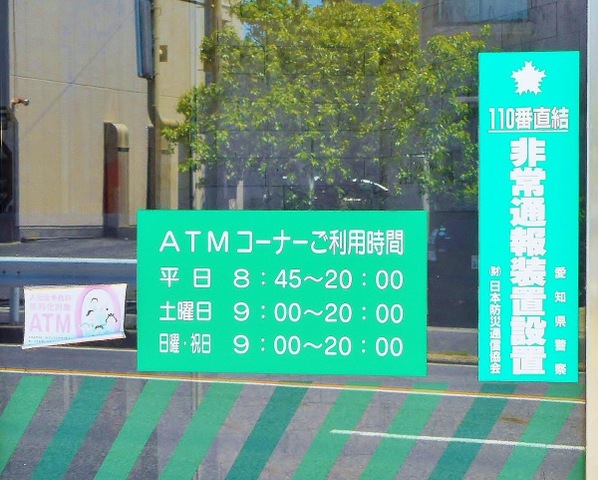 ATMコーナーご利用時間
平日 8:45～20:00
土曜日 9:00～20:00
日曜・祝日 9:00～20:00
110番直結
非常通報装置設置
愛知県警察
(財)日本防災通信協会
ATM